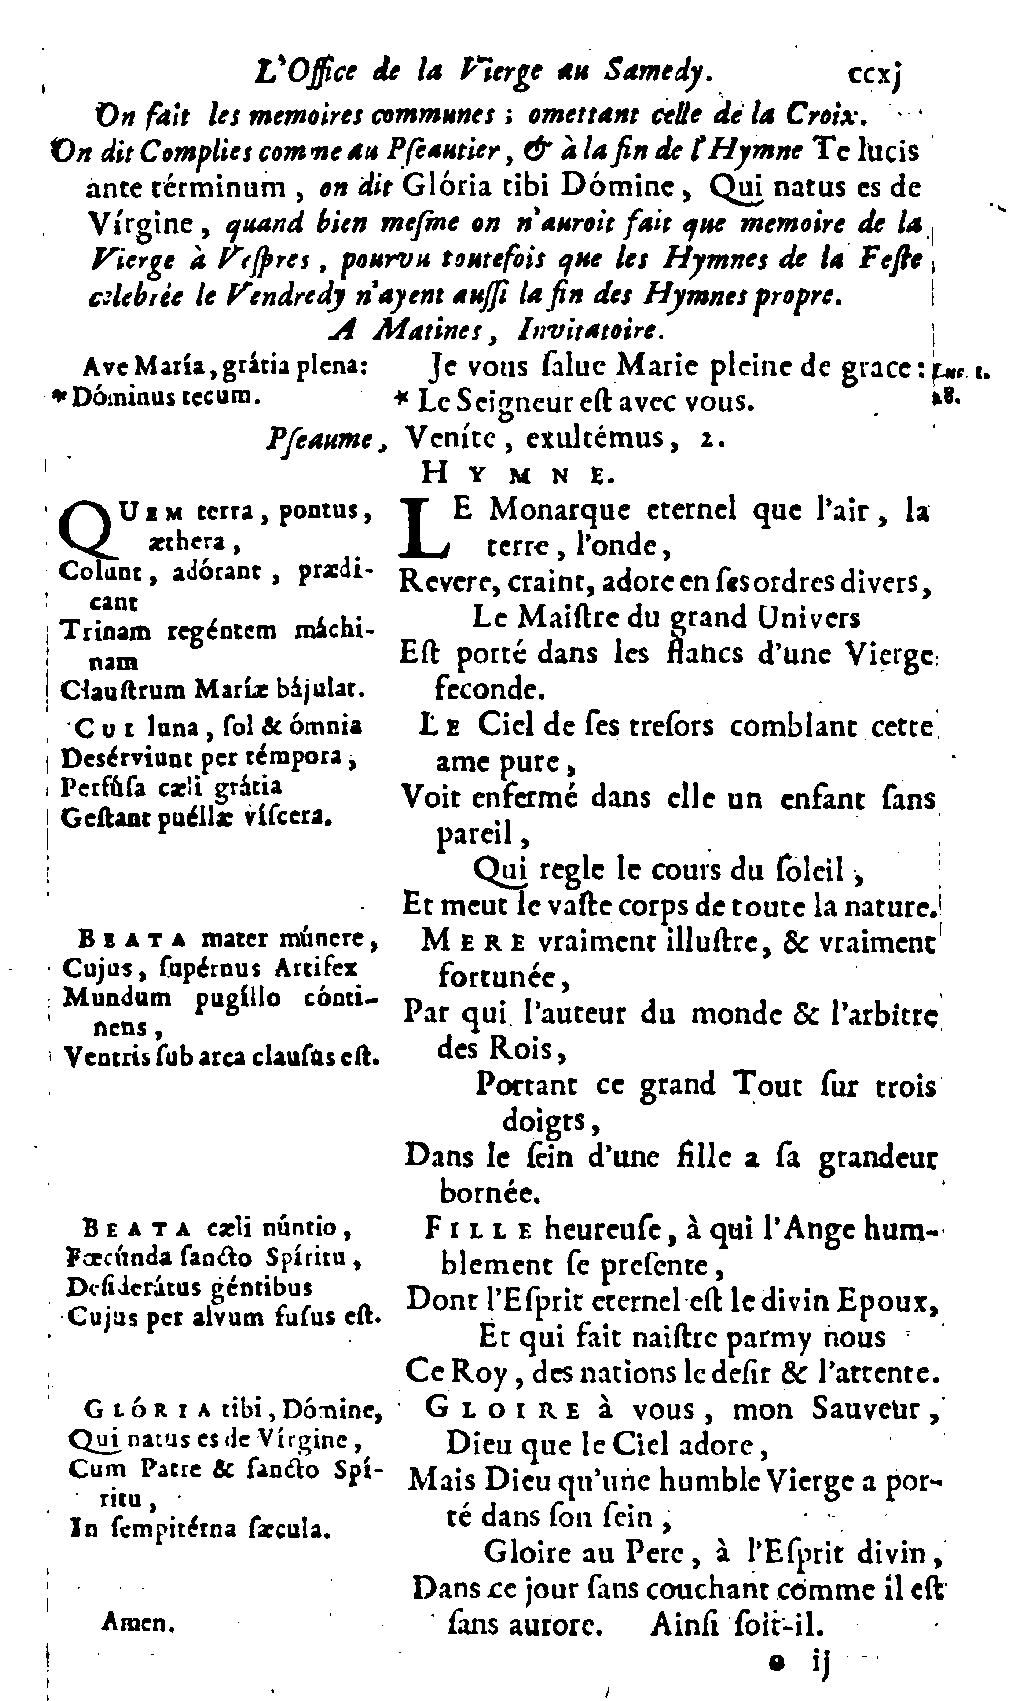 L'Office de la Vierge au Samedy. ccxj
On fait les memoires communes ; omettant celle de la Croix.
On dit Complies comme au Pſeautier, & à la fin de l'Hymne Te lucis
ante términum, on dit Glória tibi Dómine, Qui natus es de
Vírgine, quand bien meſme on n'auroit fait que memoire de la
Vierge à Veſpres, pourvu toutefois que les Hymnes de la Feſte
celebrée le Vendredy n'ayent auſſi la fin des Hymnes propre.
A Matines, Invitatoire.
Ave María, grátia plena:
* Dóminus tecum.
Je vous ſalue Marie pleine de grace :
* Le Seigneur eſt avec vous.
Luc. 1.
28.
Pſeaume, Veníte, exultémus, 2.
HYMNE.
QUEM terra, pontus,
æthera,
Colunt, adórant, prædi-
cant
Trinam regéntem máchi-
nam
Clauſtrum Maríæ bájulat.
CUI luna, ſol & ómnia
Desérviunt per témpora,
Perfúſa cæli grátia
Geſtant puéllæ víſcera.
BEATA mater múnere,
Cujus, ſupérnus Artifex
Mundum pugíllo cónti-
nens,
Ventris ſub arca clauſus eſt.
BEATA cæli núntio,
Fœcúnda ſancto Spíritu,
Deſiderátus géntibus
Cujus per alvum fuſus eſt.
GLÓRIA tibi, Dómine,
Qui natus es de Vírgine,
Cum Patre & ſancto Spí-
ritu,
In ſempitérna ſæcula.
Amen.
LE Monarque eternel que l'air, la
terre, l'onde,
Revere, craint, adore en ſes ordres divers,
Le Maiſtre du grand Univers
Eſt porté dans les flancs d'une Vierge
feconde.
LE Ciel de ſes treſors comblant cette
ame pure,
Voit enfermé dans elle un enfant ſans
pareil,
Qui regle le cours du ſoleil,
Et meut le vaſte corps de toute la nature.
MERE vraiment illuſtre, & vraiment
fortunée,
Par qui l'auteur du monde & l'arbitre
des Rois,
Portant ce grand Tout ſur trois
doigts,
Dans le ſein d'une fille a ſa grandeur
bornée.
FILLE heureuſe, à qui l'Ange hum-
blement ſe preſente,
Dont l'Eſprit eternel eſt le divin Epoux,
Et qui fait naiſtre parmy nous
Ce Roy, des nations le deſir & l'attente.
GLOIRE à vous, mon Sauveur,
Dieu que le Ciel adore,
Mais Dieu qu'une humble Vierge a por-
té dans ſon ſein,
Gloire au Pere, à l'Eſprit divin,
Dans ce jour ſans couchant comme il eſt
ſans aurore. Ainſi ſoit-il.
o ij